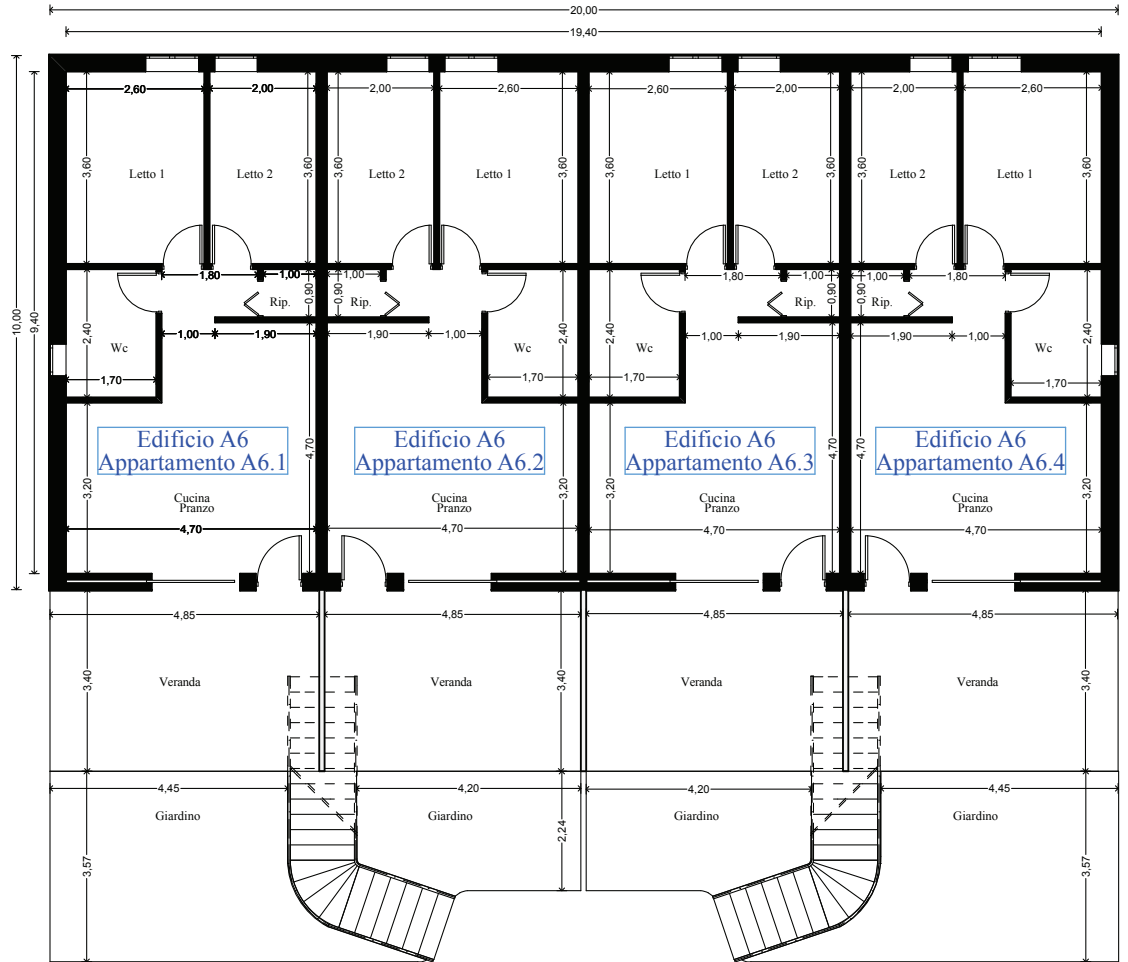 20,00
19,40
10,00
9,40
2,60 2,00 2,00 2,60 2,60 2,00 2,00 2,60
3,60 3,60 3,60 3,60 3,60 3,60 3,60 3,60
Letto 1 Letto 2 Letto 2 Letto 1 Letto 1 Letto 2 Letto 2 Letto 1
1,80 1,00 1,00 1,80 1,00 1,00 1,80
0,90 0,90 0,90 0,90
Rip. Rip. Rip. Rip.
2,40 2,40 2,40 2,40
1,00 1,90 1,90 1,00 1,00 1,90 1,90 1,00
Wc Wc Wc Wc
1,70 1,70 1,70 1,70
Edificio A6
Appartamento A6.1
Edificio A6
Appartamento A6.2
Edificio A6
Appartamento A6.3
Edificio A6
Appartamento A6.4
4,70 4,70 4,70 4,70
3,20 3,20 3,20 3,20
Cucina
Pranzo
Cucina
Pranzo
Cucina
Pranzo
Cucina
Pranzo
4,70 4,70 4,70 4,70
4,85 4,85 4,85 4,85
3,40 3,40 3,40
Veranda Veranda Veranda Veranda
4,45 4,20 4,20 4,45
Giardino Giardino Giardino Giardino
3,57 2,24 3,57